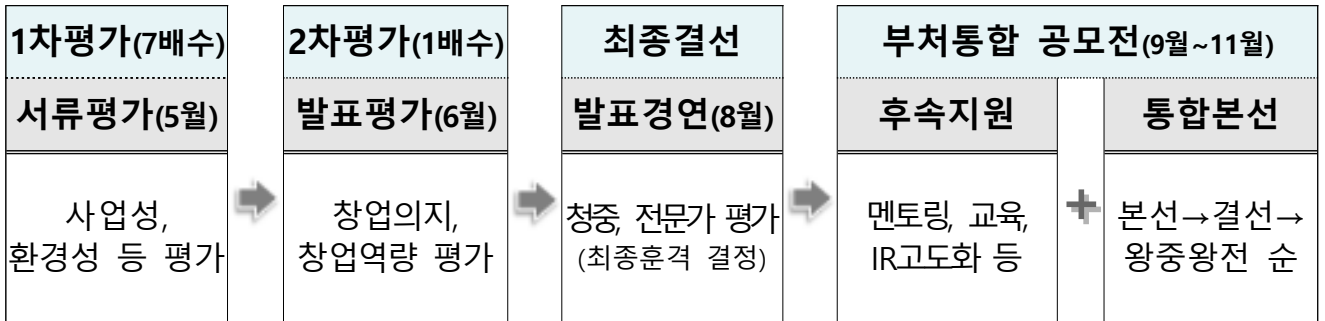 1차평가(7배수)
서류평가(5월)
사업성,
환경성 등 평가
2차평가(1배수)
발표평가(6월)
창업의지,
창업역량 평가
최종결선
발표경연(8월)
청중, 전문가 평가
(최종훈격 결정)
부처통합 공모전(9월~11월)
후속지원
멘토링, 교육,
IR고도화 등
통합본선
본선→결선→
왕중왕전 순